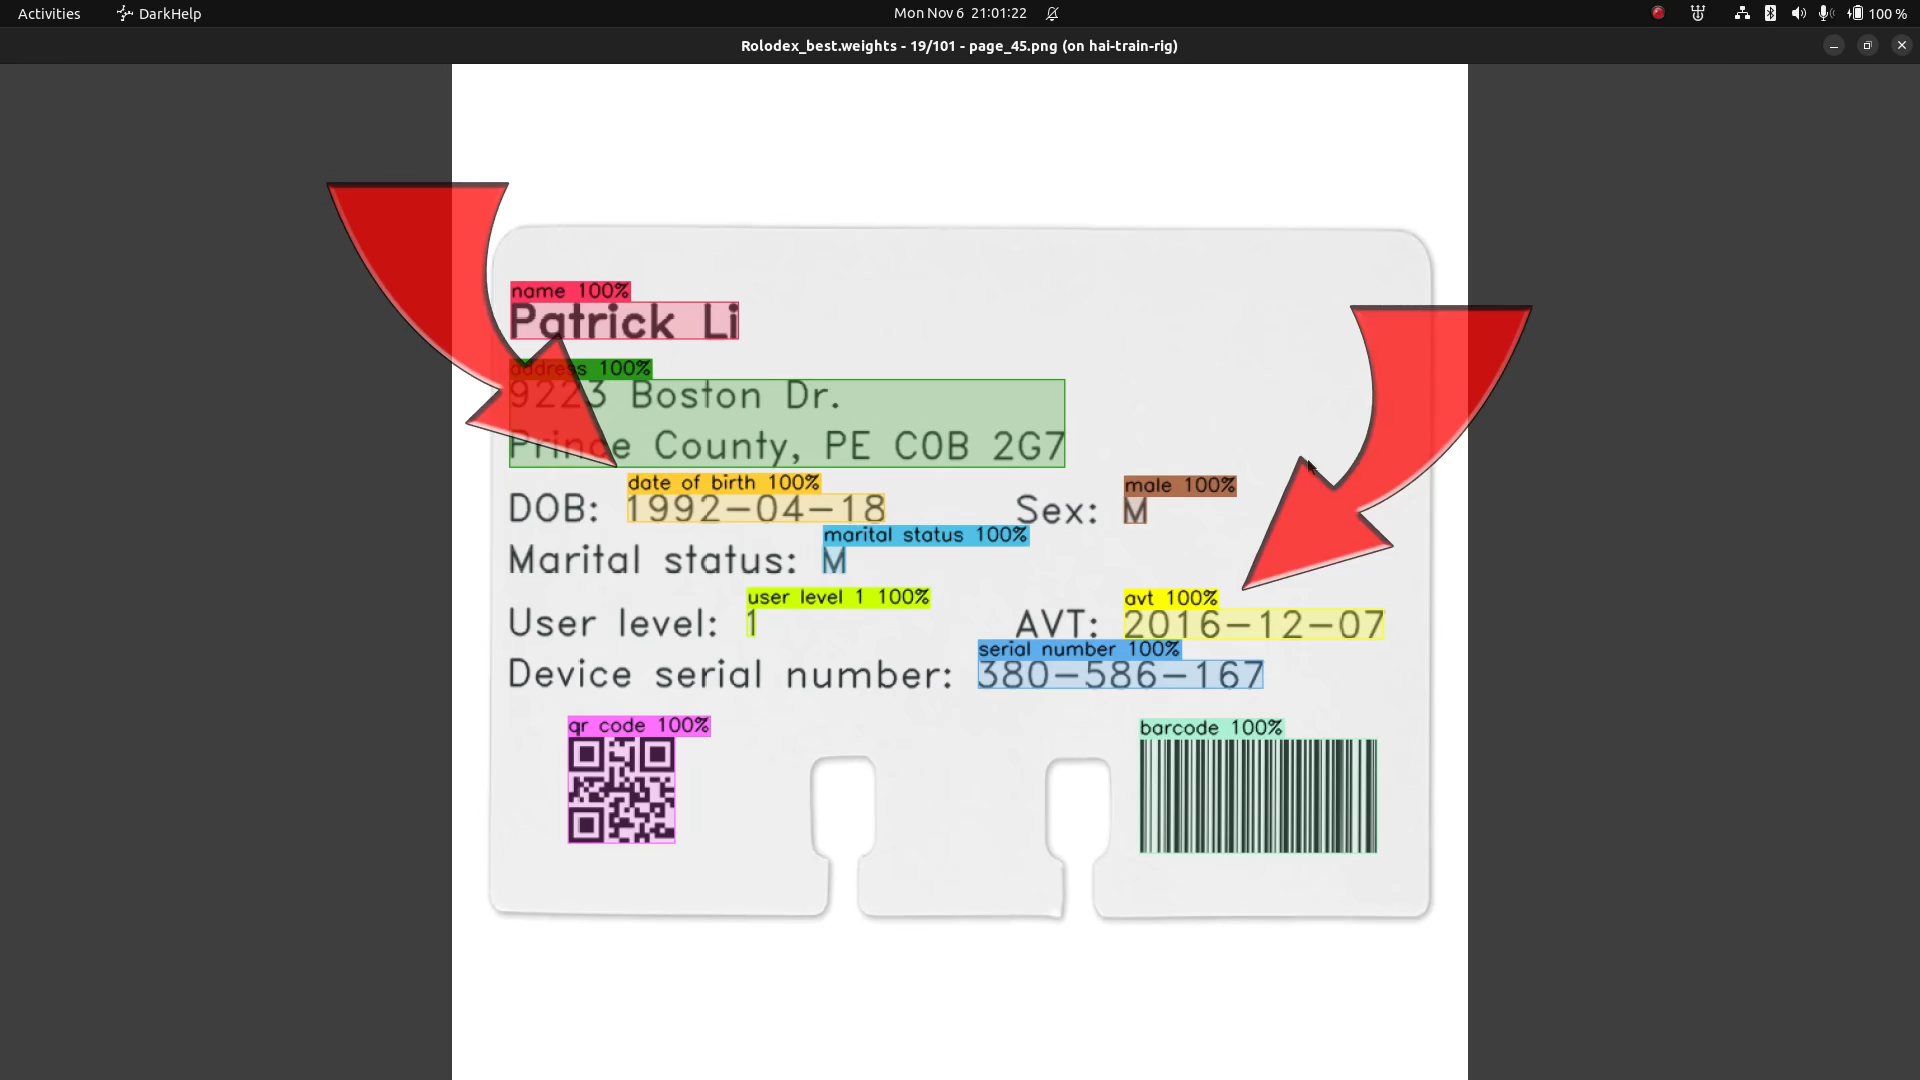 Activities
DarkHelp
Mon Nov 6 21:01:22
100 %
Rolodex_best.weights - 19/101 - page_45.png (on hai-train-rig)
name 100%
Patrick Li
address 100%
9223 Boston Dr.
Prince County, PE C0B 2G7
date of birth 100%
male 100%
DOB: 1992-04-18 Sex: M
marital status 100%
Marital status: M
user level 1 100%
avt 100%
User level: 1 AVT: 2016-12-07
serial number 100%
Device serial number: 380-586-167
qr code 100%
barcode 100%